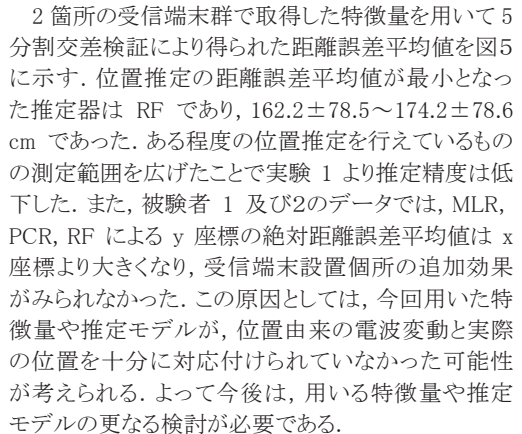 2 箇所の受信端末群で取得した特徴量を用いて 5
分割交差検証により得られた距離誤差平均値を図5
に示す．位置推定の距離誤差平均値が最小となっ
た推定器は RF であり，162.2±78.5～174.2±78.6
cm であった．ある程度の位置推定を行えているもの
の測定範囲を広げたことで実験 1 より推定精度は低
下した．また，被験者 1 及び2のデータでは，MLR，
PCR，RF による y 座標の絶対距離誤差平均値は x
座標より大きくなり，受信端末設置個所の追加効果
がみられなかった．この原因としては，今回用いた特
徴量や推定モデルが，位置由来の電波変動と実際
の位置を十分に対応付けられていなかった可能性
が考えられる．よって今後は，用いる特徴量や推定
モデルの更なる検討が必要である．